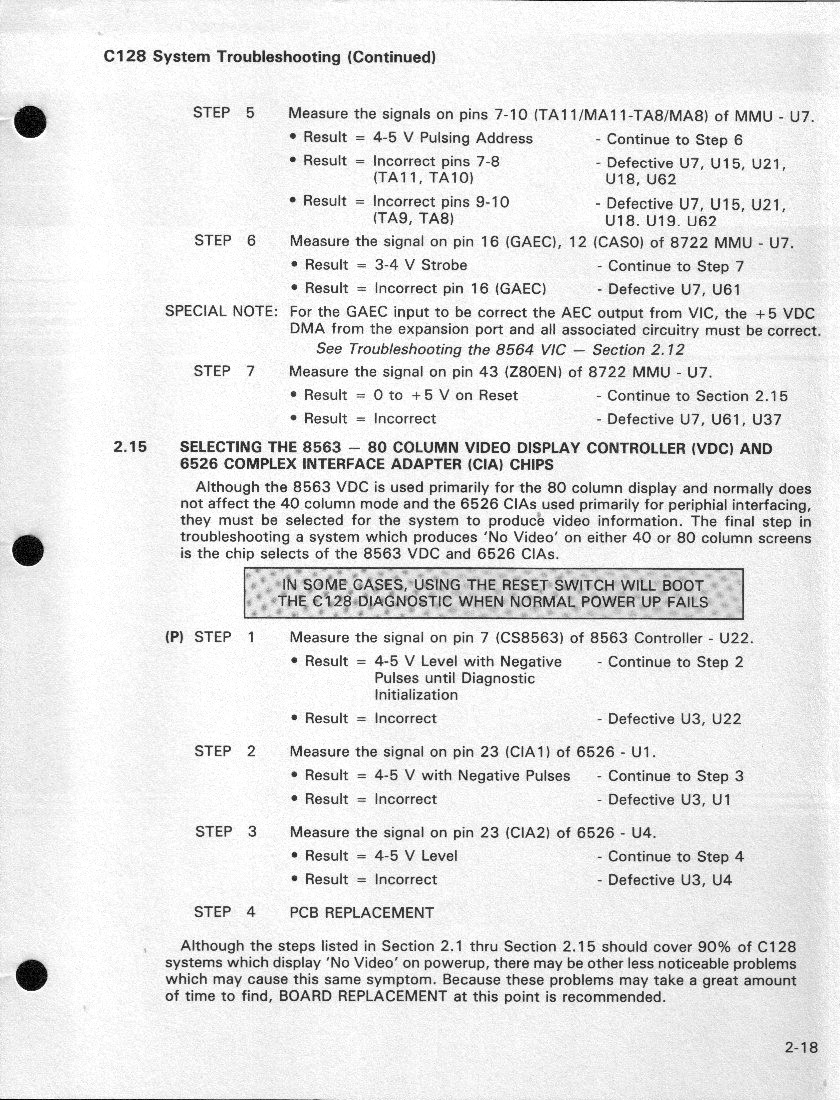 C128 System Troubleshooting (Continued)
STEP 5 Measure the signals on pins 7-10 (TA11/MA11-TA8/MA8) of MMU - U7.
• Result = 4-5 V Pulsing Address - Continue to Step 6
• Result = Incorrect pins 7-8 - Defective U7, U15, U21,
(TA11, TA10) U18, U62
• Result = Incorrect pins 9-10 - Defective U7, U15, U21,
(TA9, TA8) U18. U19. U62
STEP 6 Measure the signal on pin 16 (GAEC), 12 (CAS0) of 8722 MMU - U7.
• Result = 3-4 V Strobe - Continue to Step 7
• Result = Incorrect pin 16 (GAEC) - Defective U7, U61
SPECIAL NOTE: For the GAEC input to be correct the AEC output from VIC, the +5 VDC
DMA from the expansion port and all associated circuitry must be correct.
See Troubleshooting the 8564 VIC — Section 2.12
STEP 7 Measure the signal on pin 43 (Z80EN) of 8722 MMU - U7.
• Result = 0 to +5 V on Reset - Continue to Section 2.15
• Result = Incorrect - Defective U7, U61, U37
2.15 SELECTING THE 8563 — 80 COLUMN VIDEO DISPLAY CONTROLLER (VDC) AND
6526 COMPLEX INTERFACE ADAPTER (CIA) CHIPS
Although the 8563 VDC is used primarily for the 80 column display and normally does
not affect the 40 column mode and the 6526 CIAs used primarily for periphial interfacing,
they must be selected for the system to produce video information. The final step in
troubleshooting a system which produces 'No Video' on either 40 or 80 column screens
is the chip selects of the 8563 VDC and 6526 CIAs.
IN SOME CASES, USING THE RESET SWITCH WILL BOOT
THE C128 DIAGNOSTIC WHEN NORMAL POWER UP FAILS
(P) STEP 1 Measure the signal on pin 7 (CS8563) of 8563 Controller - U22.
• Result = 4-5 V Level with Negative - Continue to Step 2
Pulses until Diagnostic
Initialization
• Result = Incorrect - Defective U3, U22
STEP 2 Measure the signal on pin 23 (CIA1) of 6526 - U1.
• Result = 4-5 V with Negative Pulses - Continue to Step 3
• Result = Incorrect - Defective U3, U1
STEP 3 Measure the signal on pin 23 (CIA2) of 6526 - U4.
• Result = 4-5 V Level - Continue to Step 4
• Result = Incorrect - Defective U3, U4
STEP 4 PCB REPLACEMENT
Although the steps listed in Section 2.1 thru Section 2.15 should cover 90% of C128
systems which display 'No Video' on powerup, there may be other less noticeable problems
which may cause this same symptom. Because these problems may take a great amount
of time to find, BOARD REPLACEMENT at this point is recommended.
2-18